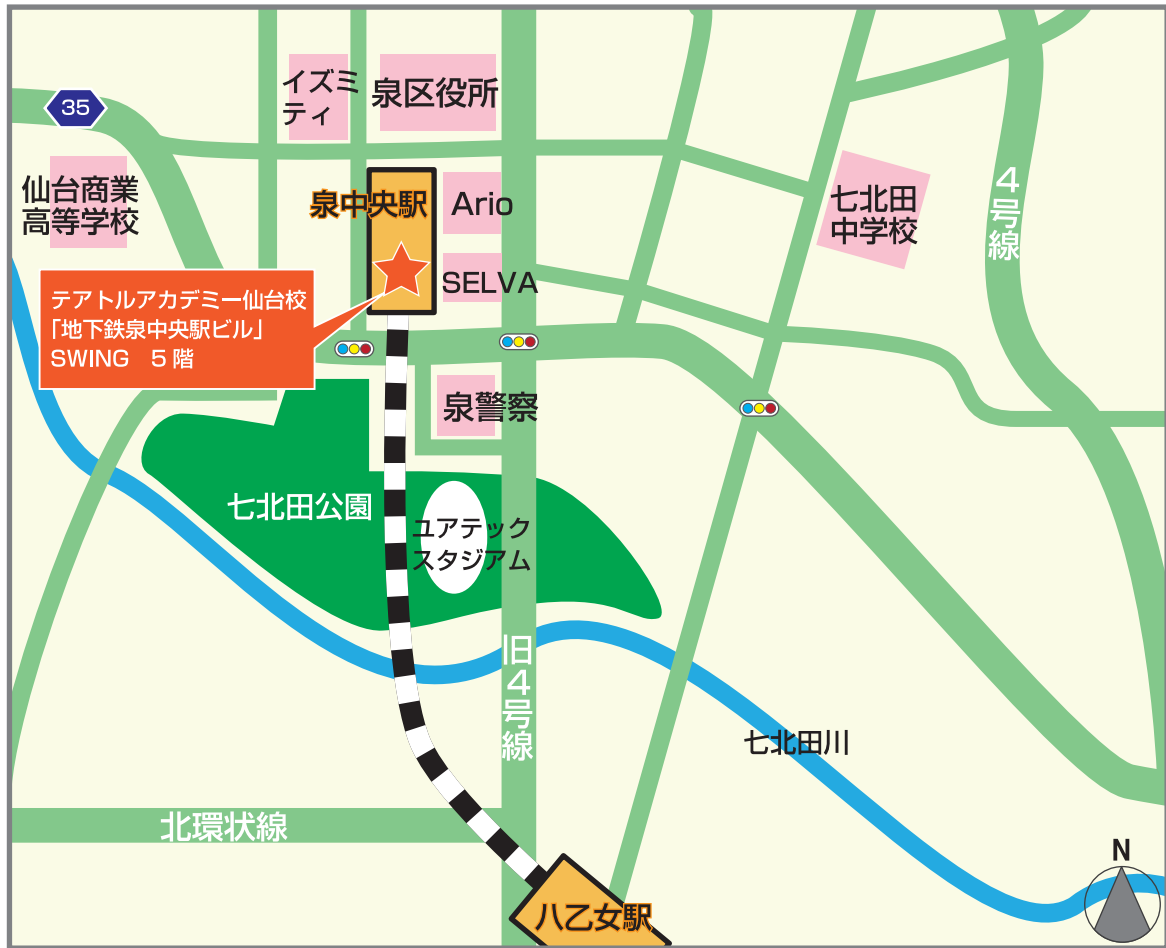 イズミ
ティ
泉区役所
35
仙台商業
高等学校
泉中央駅
Ario
七北田
中学校
4号線
SELVA
テアトルアカデミー仙台校
「地下鉄泉中央駅ビル」
SWING 5階
泉警察
七北田公園
ユアテック
スタジアム
旧4号線
七北田川
北環状線
八乙女駅
N